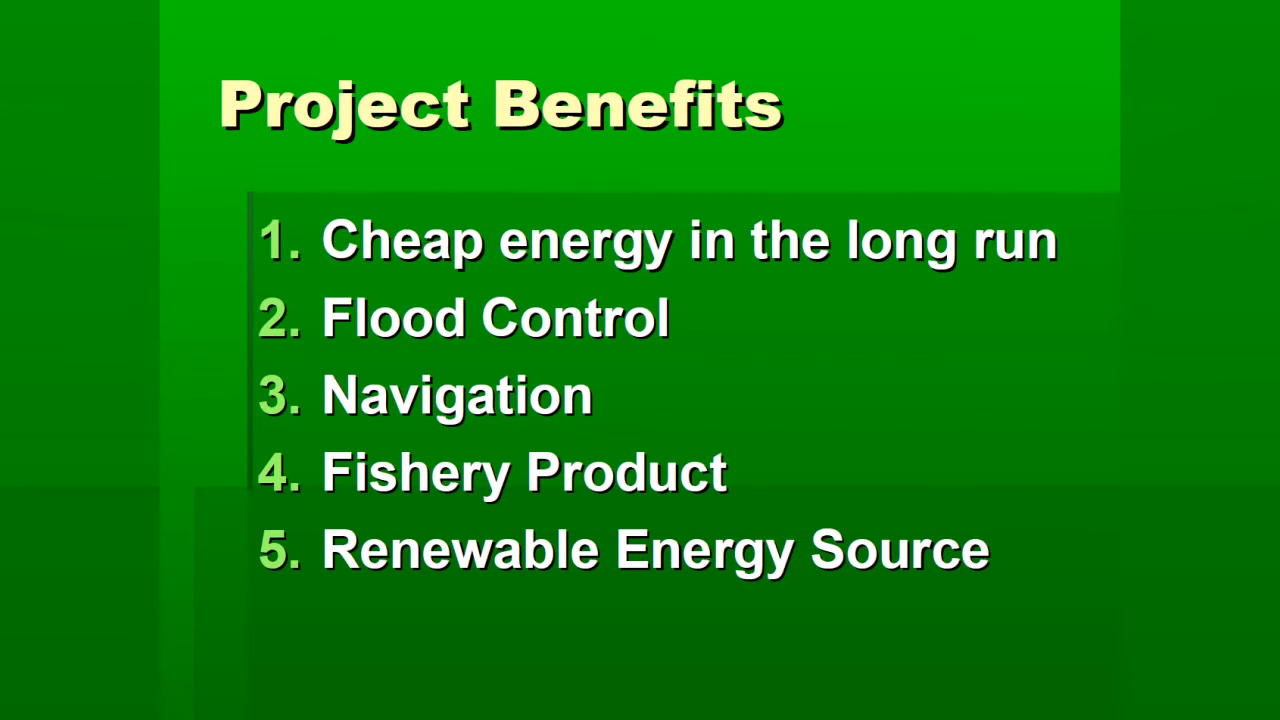 Project Benefits
1. Cheap energy in the long run
2. Flood Control
3. Navigation
4. Fishery Product
5. Renewable Energy Source